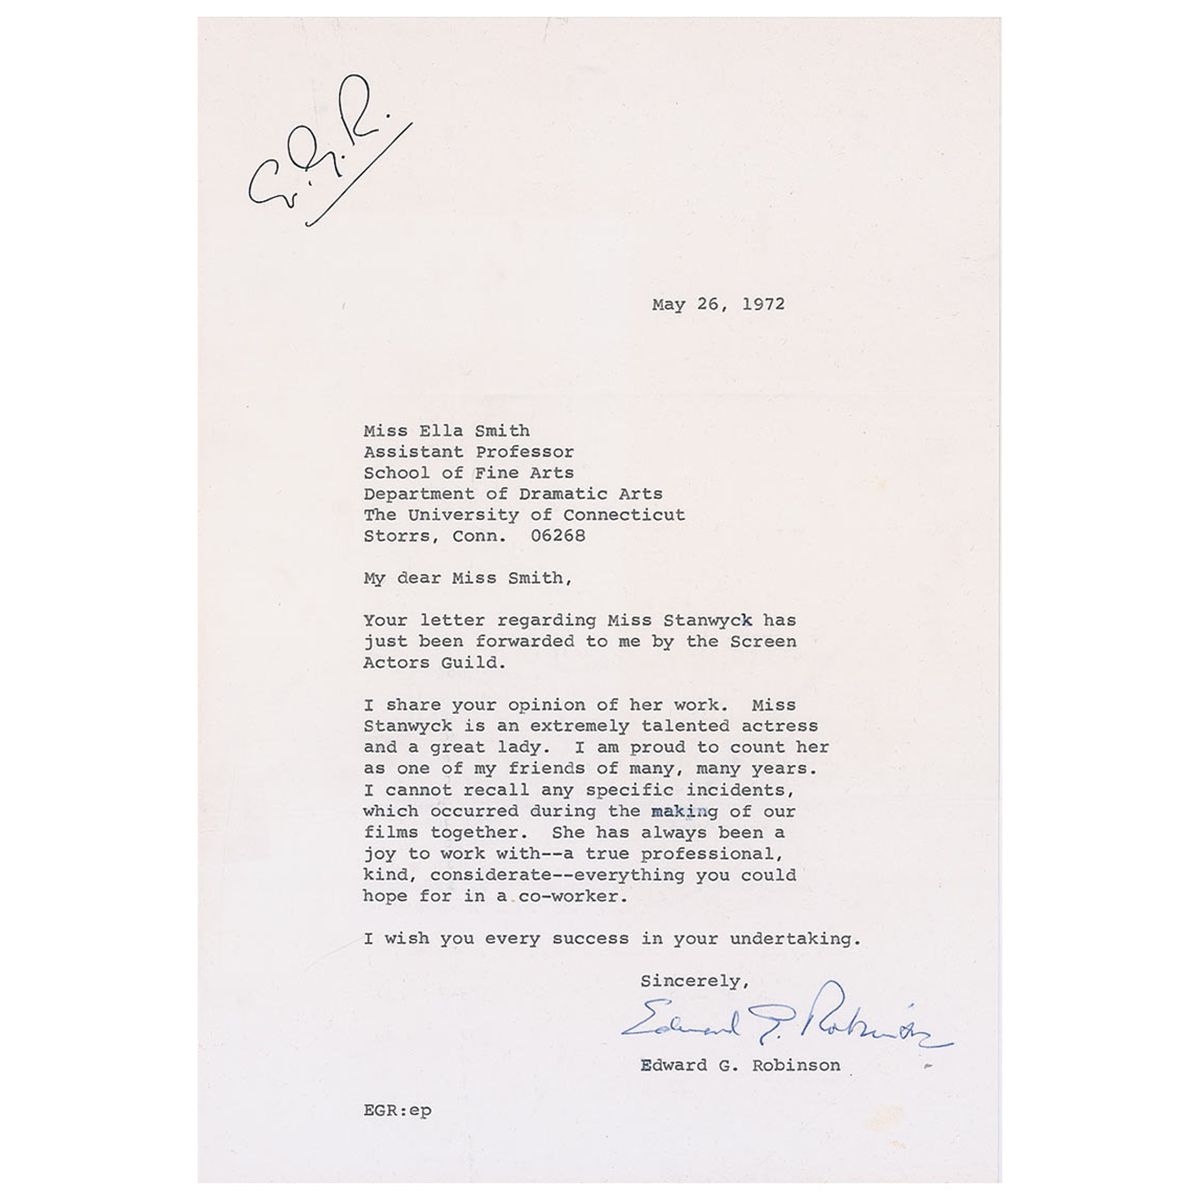 E.G.R.
May 26, 1972
Miss Ella Smith
Assistant Professor
School of Fine Arts
Department of Dramatic Arts
The University of Connecticut
Storrs, Conn.  06268
My dear Miss Smith,
Your letter regarding Miss Stanwyck has
just been forwarded to me by the Screen
Actors Guild.
I share your opinion of her work.  Miss
Stanwyck is an extremely talented actress
and a great lady.  I am proud to count her
as one of my friends of many, many years.
I cannot recall any specific incidents,
which occurred during the making of our
films together.  She has always been a
joy to work with--a true professional,
kind, considerate--everything you could
hope for in a co-worker.
I wish you every success in your undertaking.
Sincerely,
Edward G. Robinson
Edward G. Robinson
EGR:ep